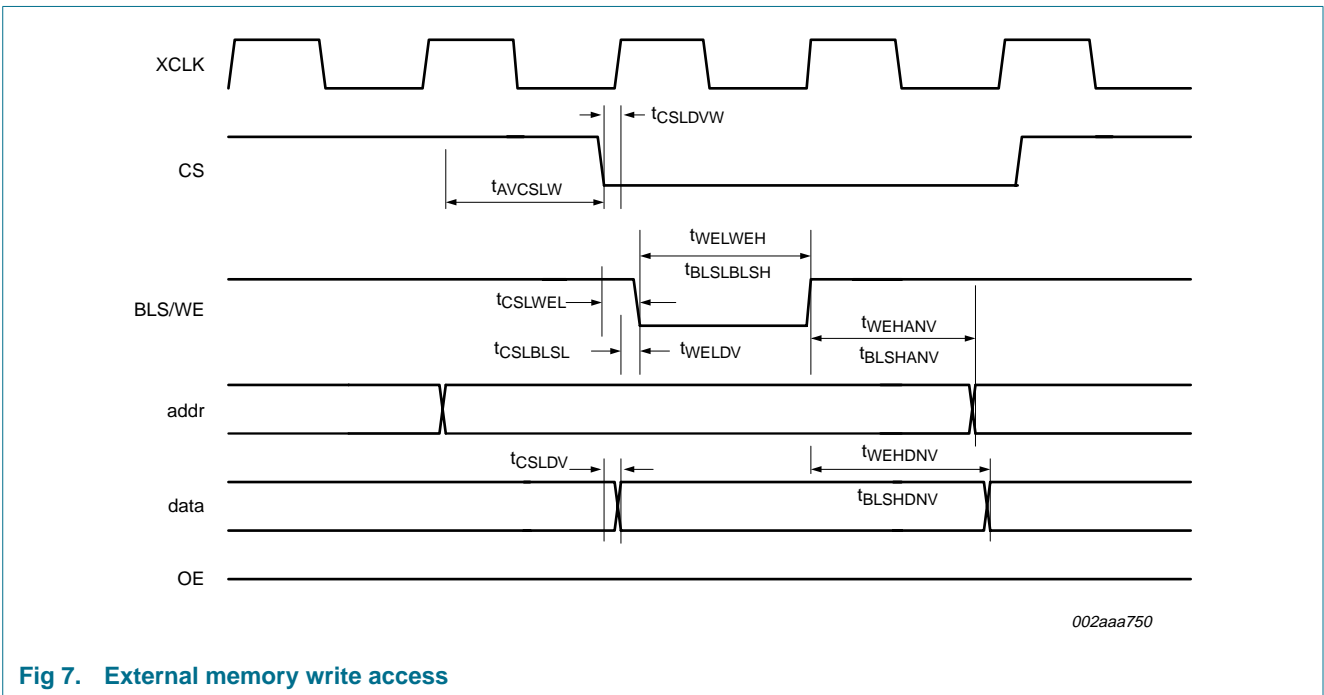 XCLK
tCSLDVW
CS
tAVCSLW
tWELWEH
tBLSLBLSH
BLS/WE
tCSLWEL
tWEHANV
tCSLBLSL
tWELDV
tBLSHANV
addr
tCSLDV
tWEHDNV
data
tBLSHDNV
OE
002aaa750
Fig 7. External memory write access